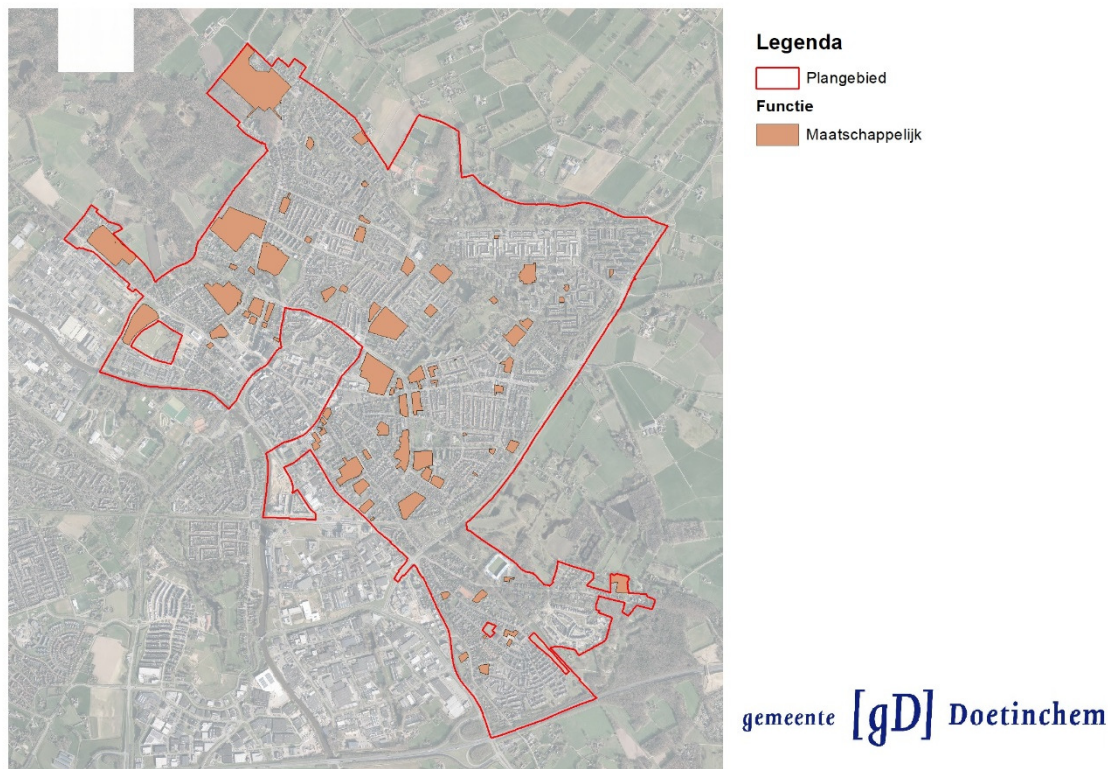 Legenda
Plangebied
Functie
Maatschappelijk
gemeente [gD] Doetinchem